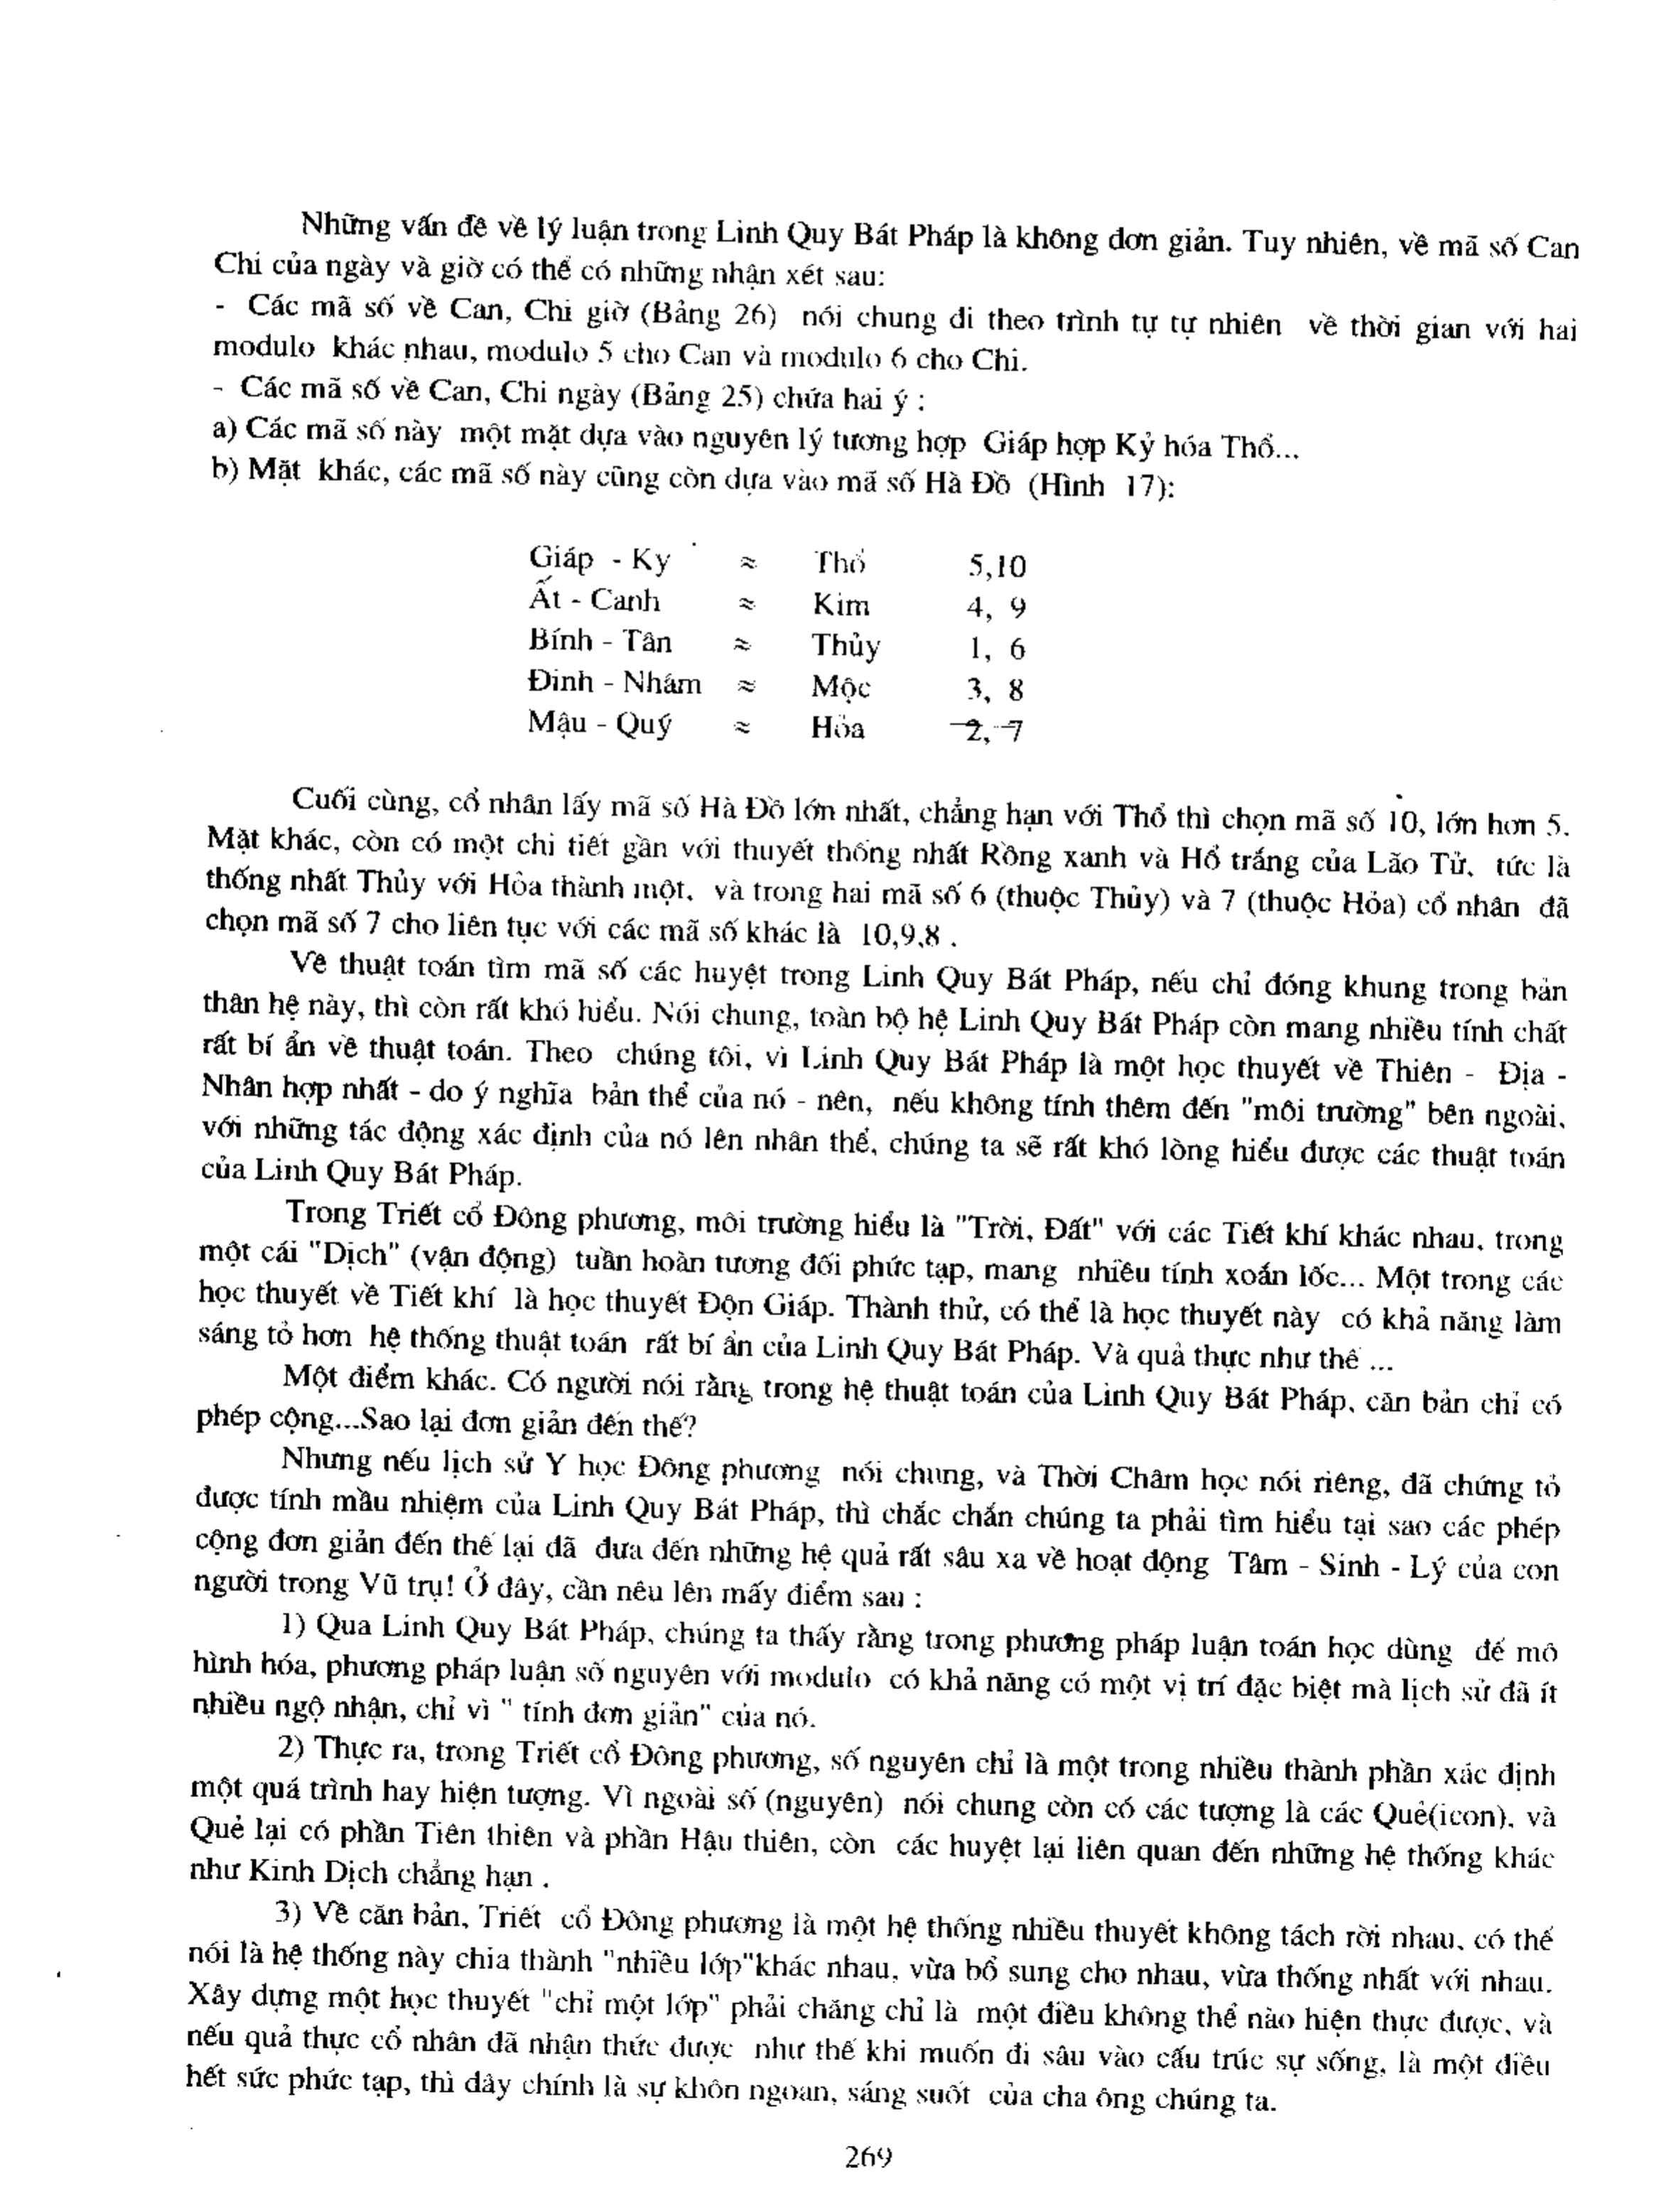 Những vấn đề về lý luận trong Linh Quy Bát Pháp là không đơn giản. Tuy nhiên, về mã số Can
Chi của ngày và giờ có thể có những nhận xét sau:
- Các mã số về Can, Chi giờ (Bảng 26) nói chung đi theo trình tự tự nhiên về thời gian với hai
modulo khác nhau, modulo 5 cho Can và modulo 6 cho Chi.
- Các mã số về Can, Chi ngày (Bảng 25) chứa hai ý :
a) Các mã số này một mặt dựa vào nguyên lý tương hợp Giáp hợp Kỷ hóa Thổ...
b) Mặt khác, các mã số này cũng còn dựa vào mã số Hà Đồ (Hình 17):
Giáp - Ky ≈ Thổ 5,10
Ất - Canh ≈ Kim 4, 9
Bính - Tân ≈ Thủy 1, 6
Đinh - Nhâm ≈ Mộc 3, 8
Mậu - Quý ≈ Hỏa 2, 7
Cuối cùng, cổ nhân lấy mã số Hà Đồ lớn nhất, chẳng hạn với Thổ thì chọn mã số 10, lớn hơn 5.
Mặt khác, còn có một chi tiết gần với thuyết thống nhất Rồng xanh và Hổ trắng của Lão Tử, tức là
thống nhất Thủy với Hỏa thành một, và trong hai mã số 6 (thuộc Thủy) và 7 (thuộc Hỏa) cổ nhân đã
chọn mã số 7 cho liên tục với các mã số khác là 10,9,8 .
Về thuật toán tìm mã số các huyệt trong Linh Quy Bát Pháp, nếu chỉ đóng khung trong bản
thân hệ này, thì còn rất khó hiểu. Nói chung, toàn bộ hệ Linh Quy Bát Pháp còn mang nhiều tính chất
rất bí ẩn về thuật toán. Theo chúng tôi, vì Linh Quy Bát Pháp là một học thuyết về Thiên - Địa -
Nhân hợp nhất - do ý nghĩa bản thể của nó - nên, nếu không tính thêm đến "môi trường" bên ngoài,
với những tác động xác định của nó lên nhân thể, chúng ta sẽ rất khó lòng hiểu được các thuật toán
của Linh Quy Bát Pháp.
Trong Triết cổ Đông phương, môi trường hiểu là "Trời, Đất" với các Tiết khí khác nhau, trong
một cái "Dịch" (vận động) tuần hoàn tương đối phức tạp, mang nhiều tính xoắn lốc... Một trong các
học thuyết về Tiết khí là học thuyết Độn Giáp. Thành thử, có thể là học thuyết này có khả năng làm
sáng tỏ hơn hệ thống thuật toán rất bí ẩn của Linh Quy Bát Pháp. Và quả thực như thế ...
Một điểm khác. Có người nói rằng trong hệ thuật toán của Linh Quy Bát Pháp, căn bản chỉ có
phép cộng...Sao lại đơn giản đến thế?
Nhưng nếu lịch sử Y học Đông phương nói chung, và Thời Châm học nói riêng, đã chứng tỏ
được tính mầu nhiệm của Linh Quy Bát Pháp, thì chắc chắn chúng ta phải tìm hiểu tại sao các phép
cộng đơn giản đến thế lại đã đưa đến những hệ quả rất sâu xa về hoạt động Tâm - Sinh - Lý của con
người trong Vũ trụ! Ở đây, cần nêu lên mấy điểm sau :
1) Qua Linh Quy Bát Pháp, chúng ta thấy rằng trong phương pháp luận toán học dùng để mô
hình hóa, phương pháp luận số nguyên với modulo có khả năng có một vị trí đặc biệt mà lịch sử đã ít
nhiều ngộ nhận, chỉ vì " tính đơn giản" của nó.
2) Thực ra, trong Triết cổ Đông phương, số nguyên chỉ là một trong nhiều thành phần xác định
một quá trình hay hiện tượng. Vì ngoài số (nguyên) nói chung còn có các tượng là các Quẻ(icon), và
Quẻ lại có phần Tiên thiên và phần Hậu thiên, còn các huyệt lại liên quan đến những hệ thống khác
như Kinh Dịch chẳng hạn .
3) Về căn bản, Triết cổ Đông phương là một hệ thống nhiều thuyết không tách rời nhau, có thể
nói là hệ thống này chia thành "nhiều lớp"khác nhau, vừa bổ sung cho nhau, vừa thống nhất với nhau.
Xây dựng một học thuyết "chỉ một lớp" phải chăng chỉ là một điều không thể nào hiện thực được, và
nếu quả thực cổ nhân đã nhận thức được như thế khi muốn đi sâu vào cấu trúc sự sống, là một điều
hết sức phức tạp, thì đây chính là sự khôn ngoan, sáng suốt của cha ông chúng ta.
269